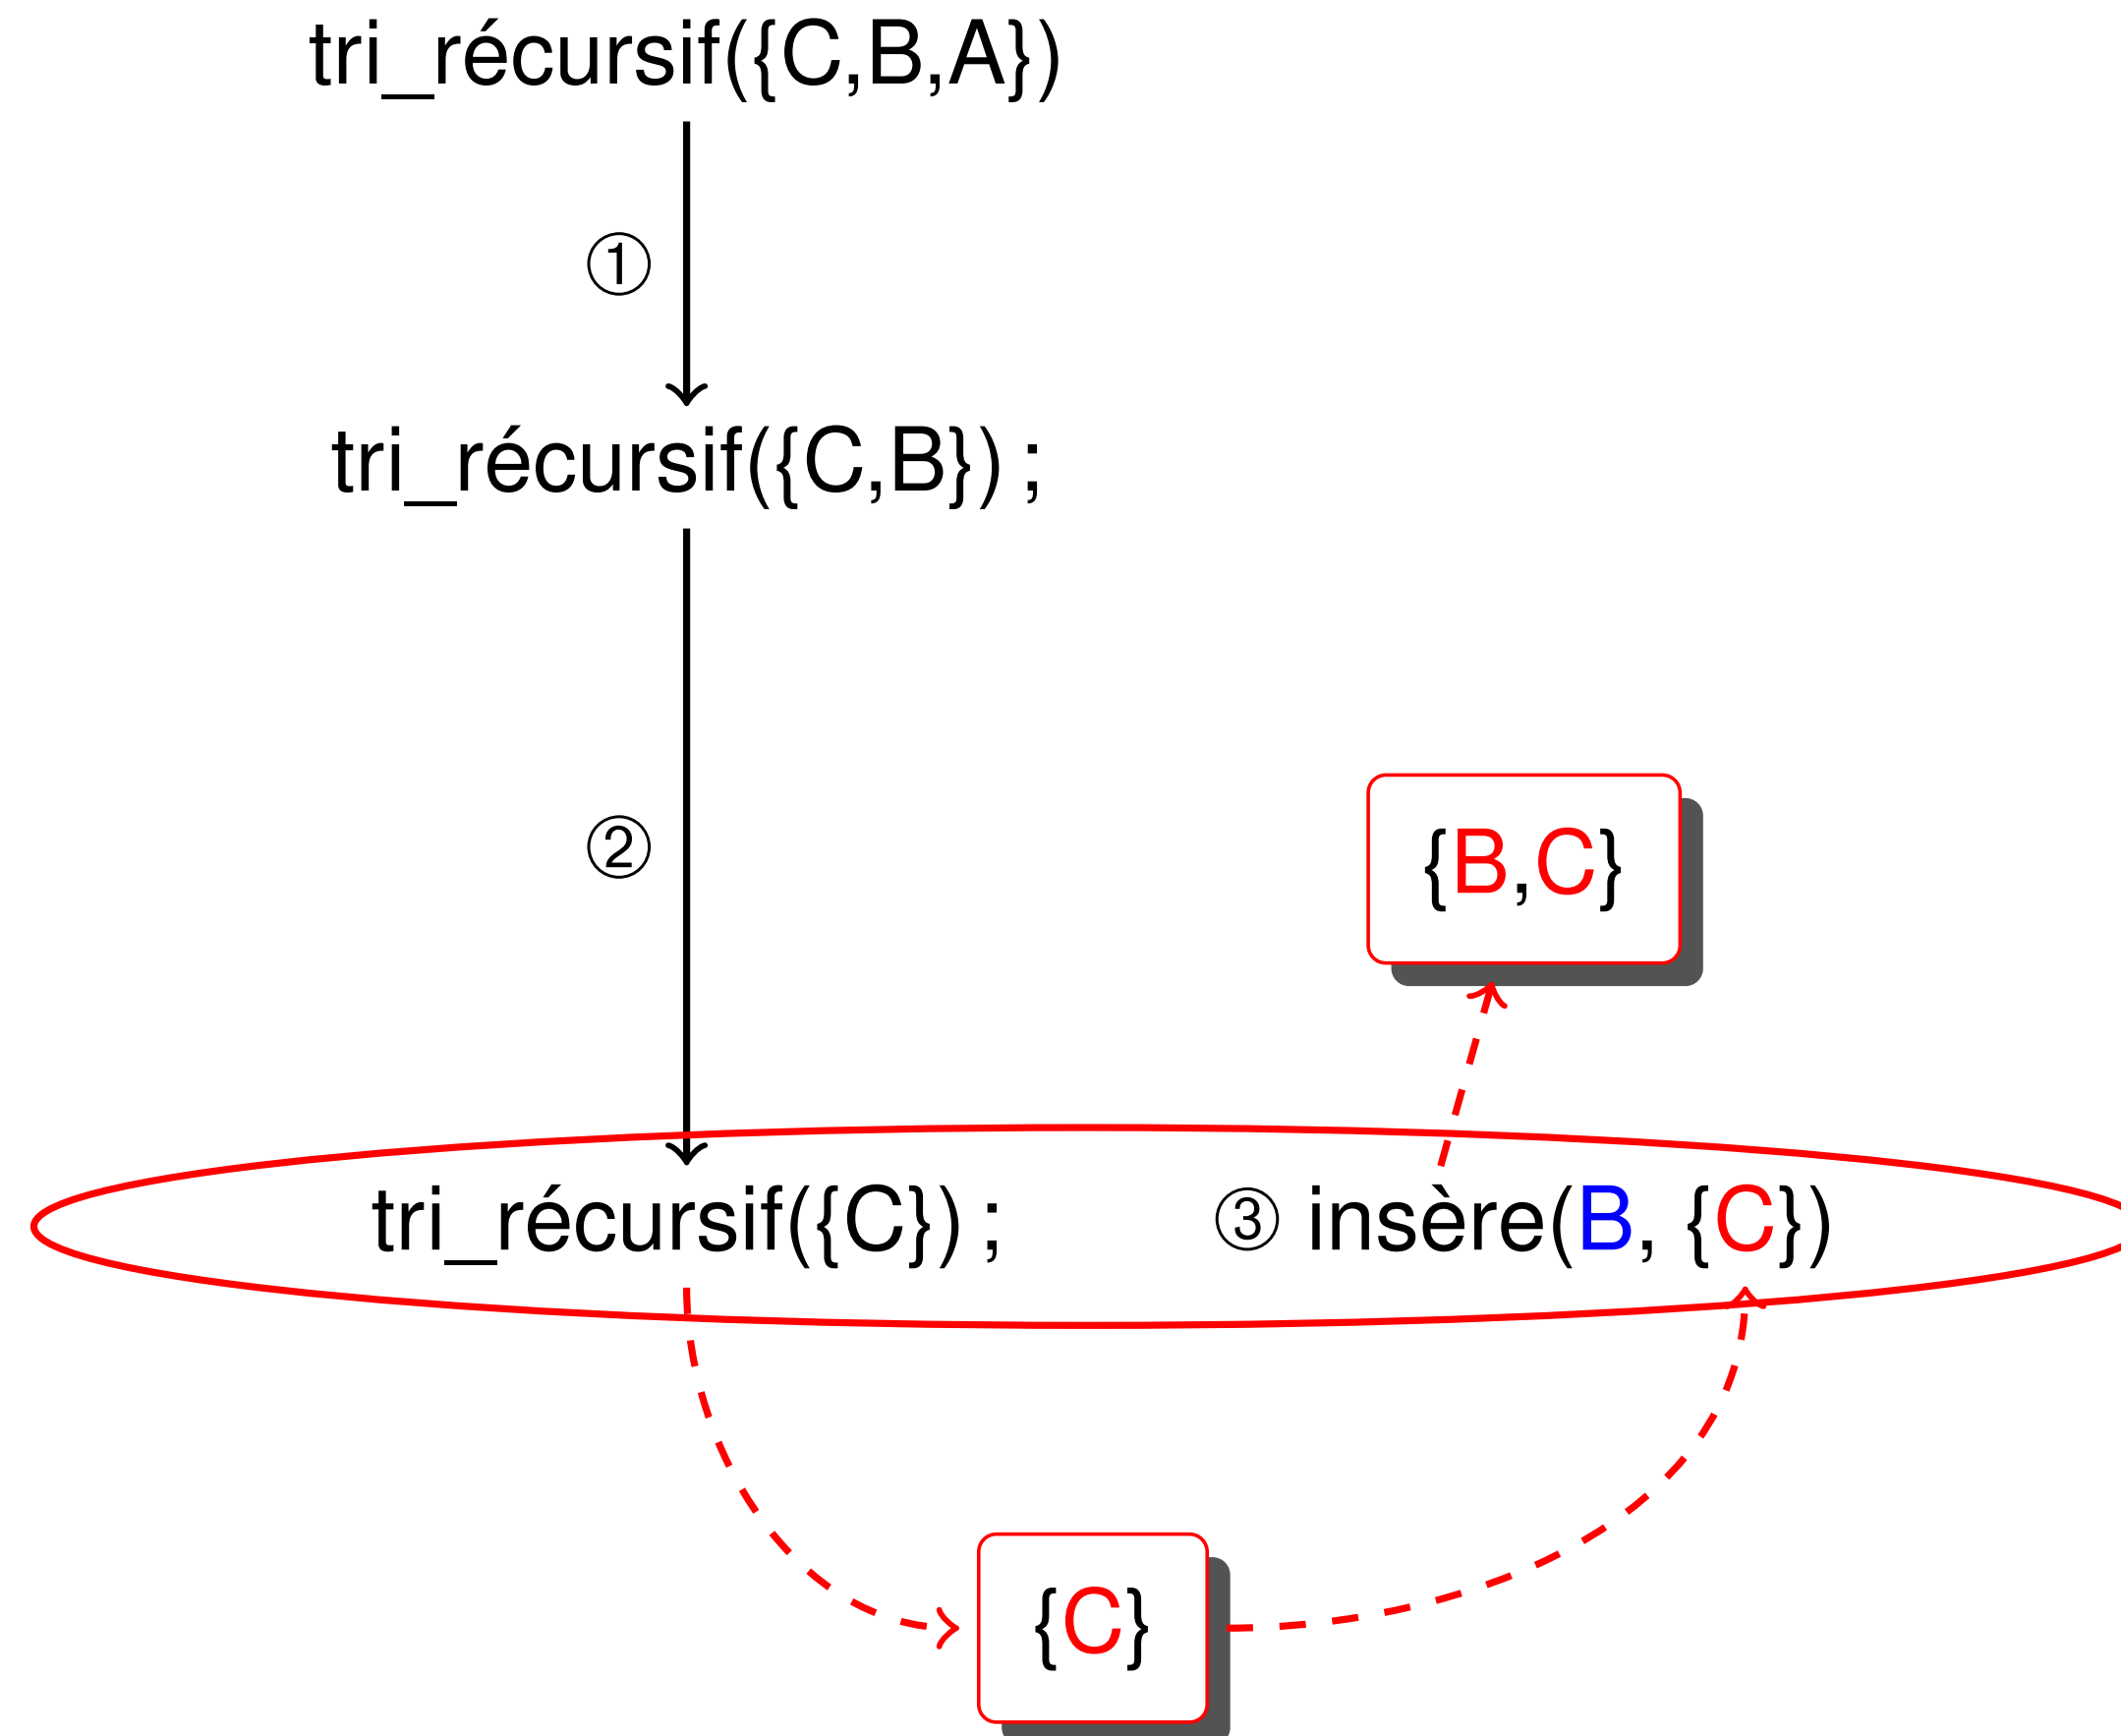 tri_récursif({C,B,A})
①
tri_récursif({C,B}) ;
②
{B,C}
tri_récursif({C}) ; ③ insère(B, {C})
{C}